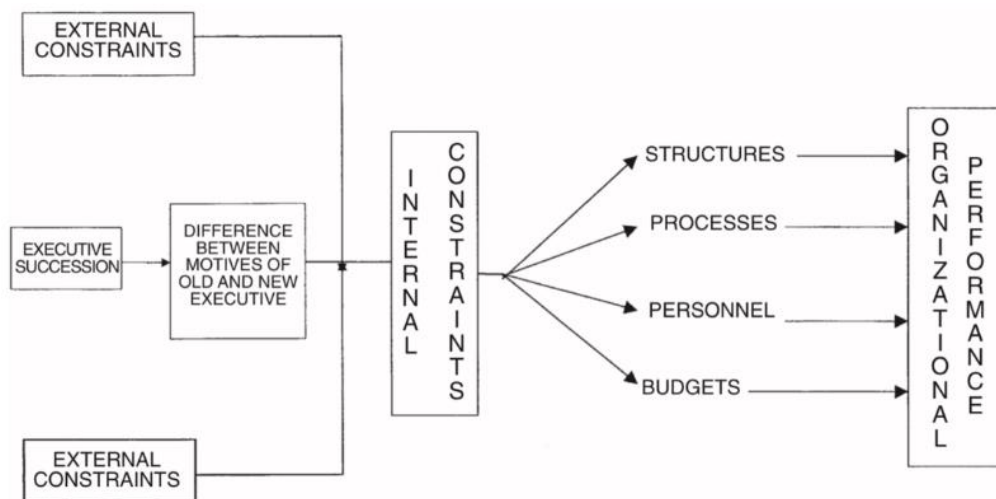 EXTERNAL
CONSTRAINTS
EXECUTIVE
SUCCESSION
DIFFERENCE
BETWEEN
MOTIVES OF
OLD AND NEW
EXECUTIVE
EXTERNAL
CONSTRAINTS
INTERNAL
CONSTRAINTS
STRUCTURES
PROCESSES
PERSONNEL
BUDGETS
ORGANIZATIONAL
PERFORMANCE